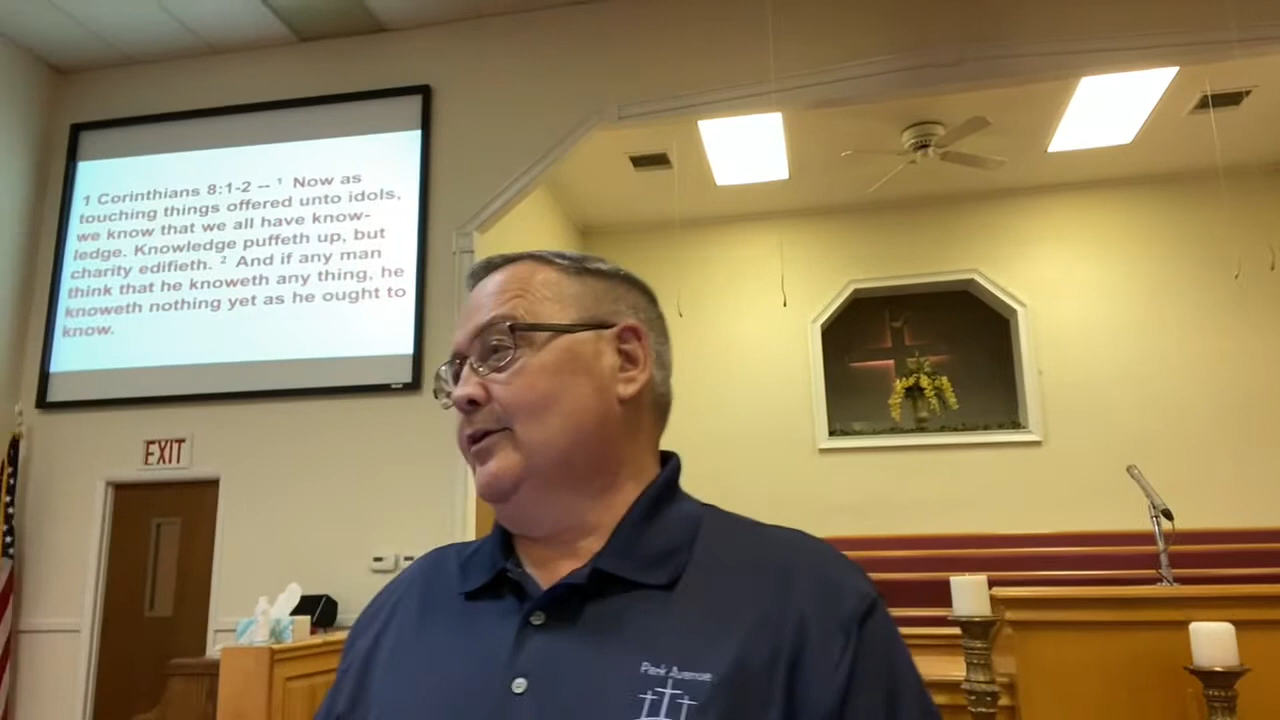 1 Corinthians 8:1-2 -- ¹ Now as
touching things offered unto idols,
we know that we all have know-
ledge. Knowledge puffeth up, but
charity edifieth. ² And if any man
think that he knoweth any thing, he
knoweth nothing yet as he ought to
know.
EXIT
Park Avenue